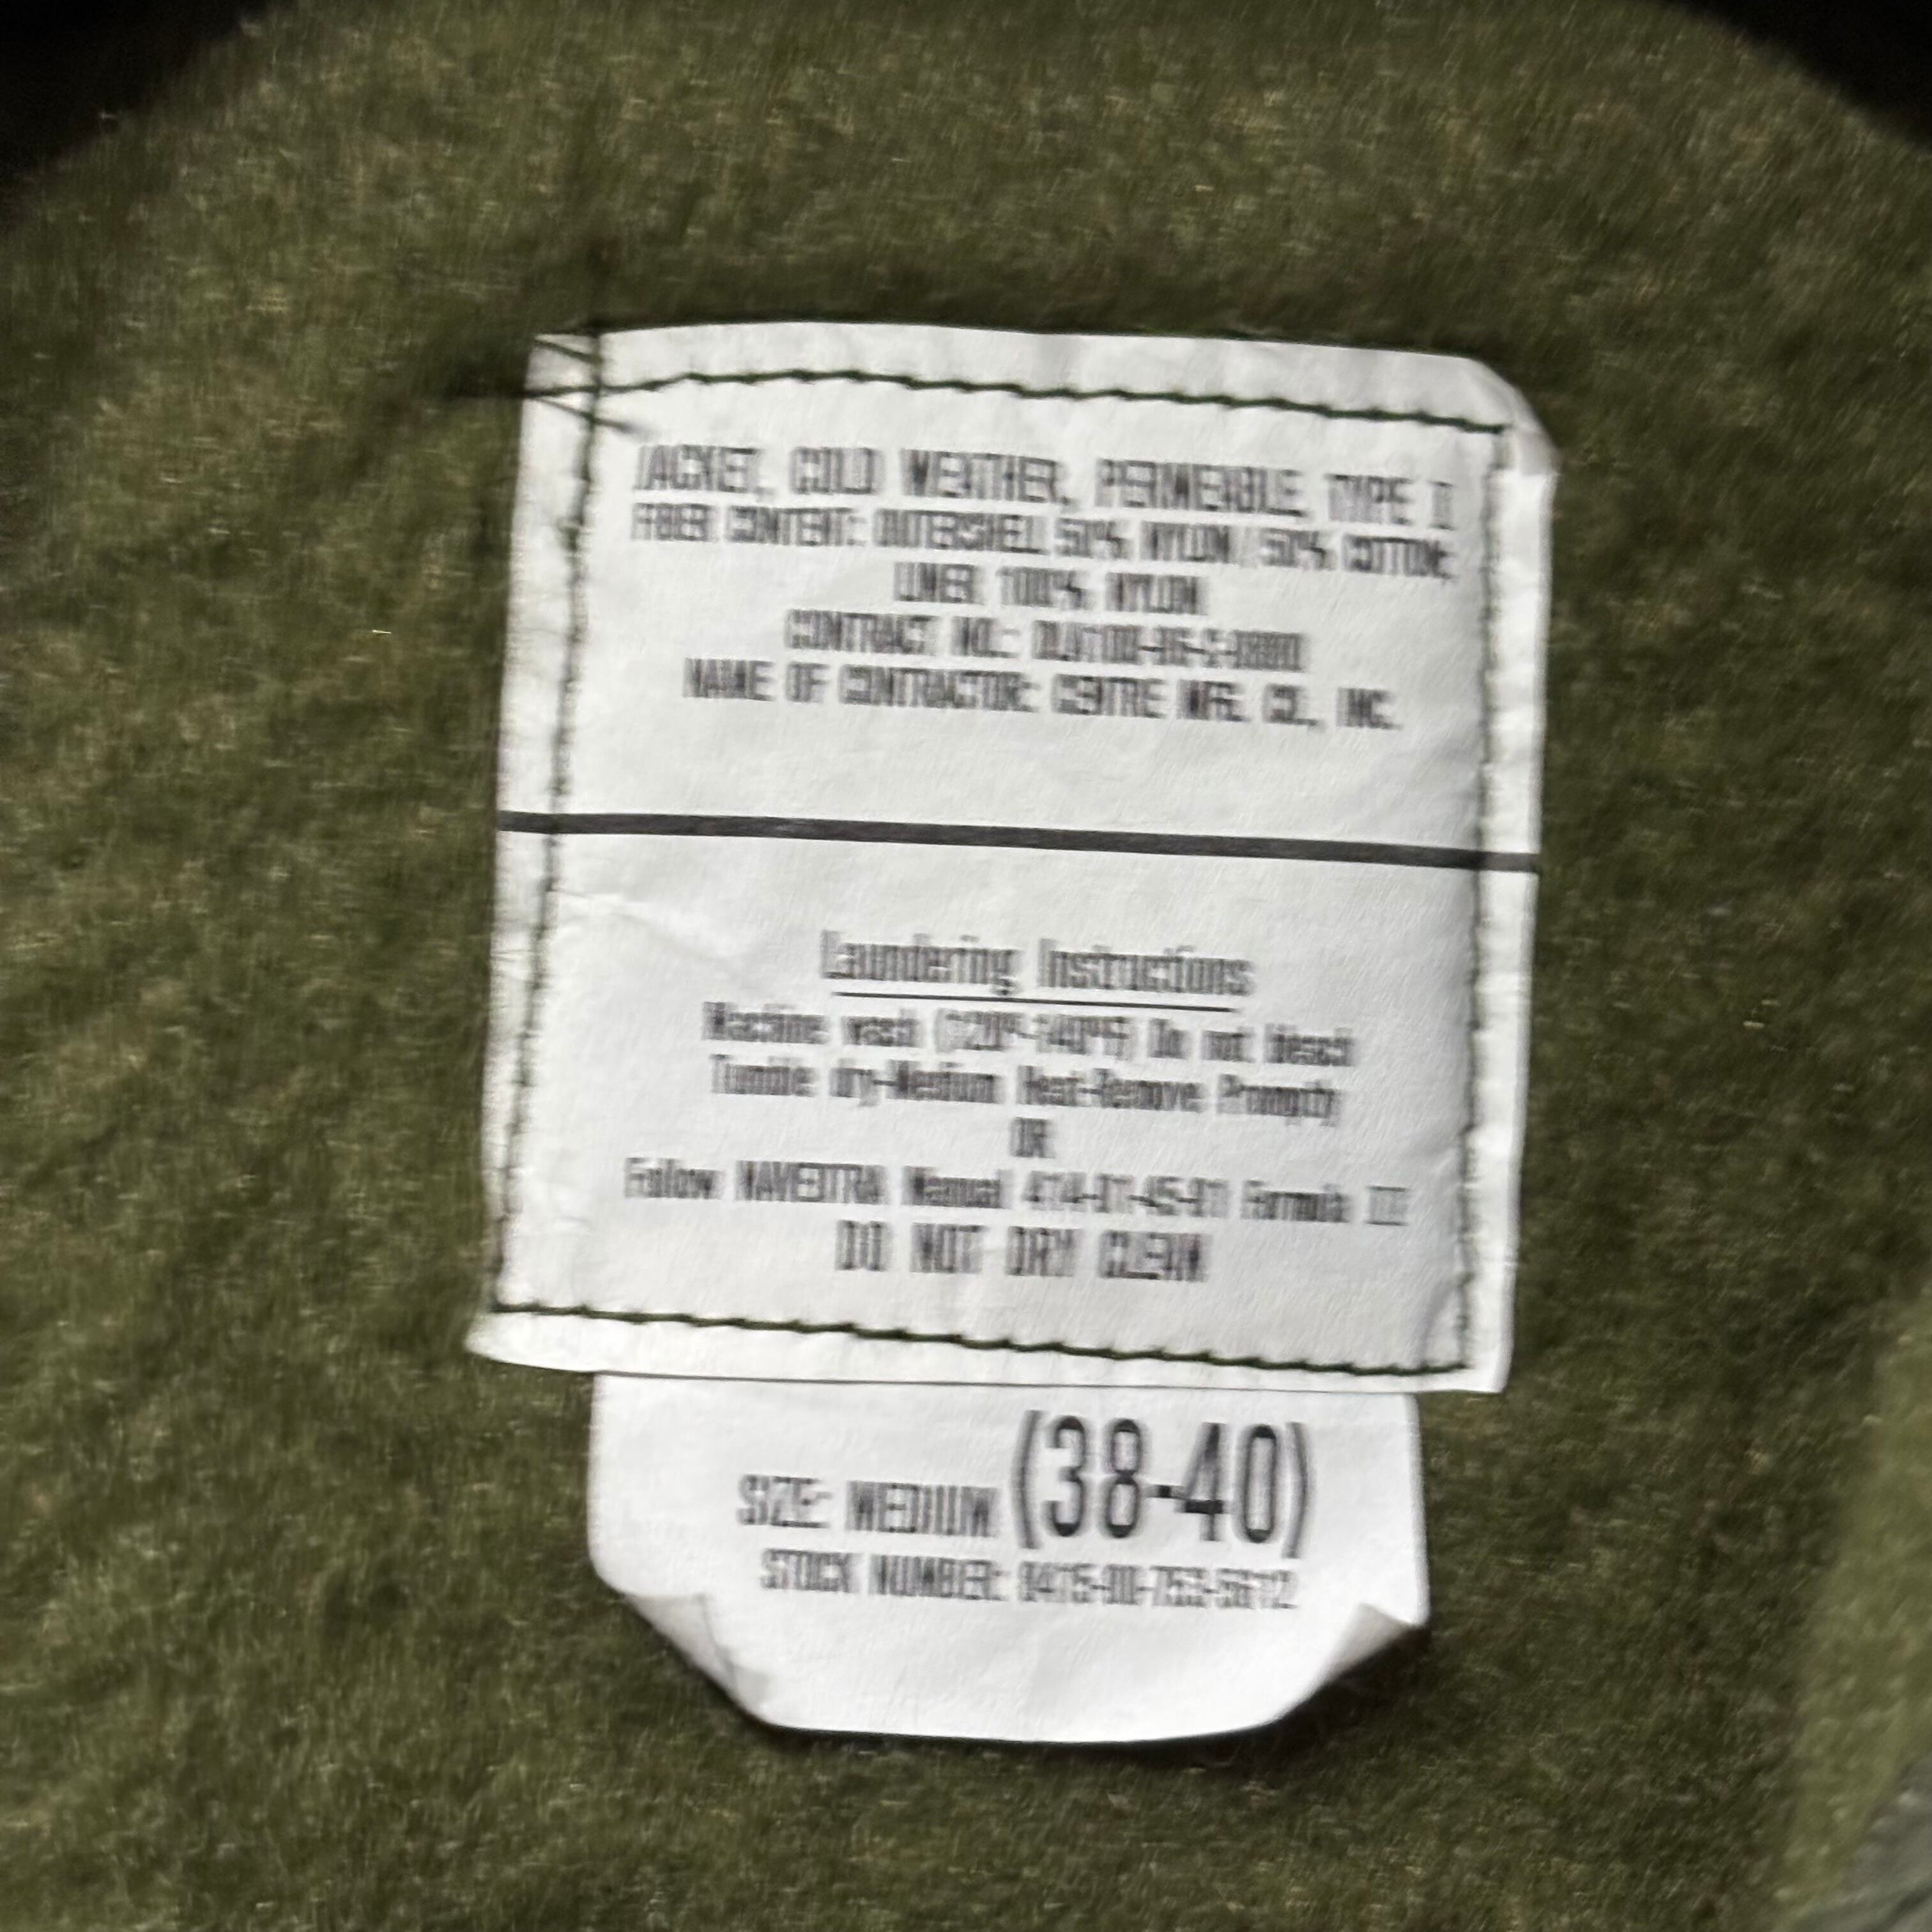 JACKET, COLD WEATHER, PERMEABLE, TYPE I
FIBER CONTENT: OUTERSHELL 50% NYLON/50% COTTON;
LINER 100% NYLON
CONTRACT NO.:
NAME OF CONTRACTOR: CENTRE MFG. CO., INC.
Laundering Instructions
Machine wash (120°-140°F) Do not bleach
Tumble dry-Medium Heat-Remove Promptly
OR
Follow Manual Formula
DO NOT DRY CLEAN
SIZE: MEDIUM (38-40)
STOCK NUMBER: